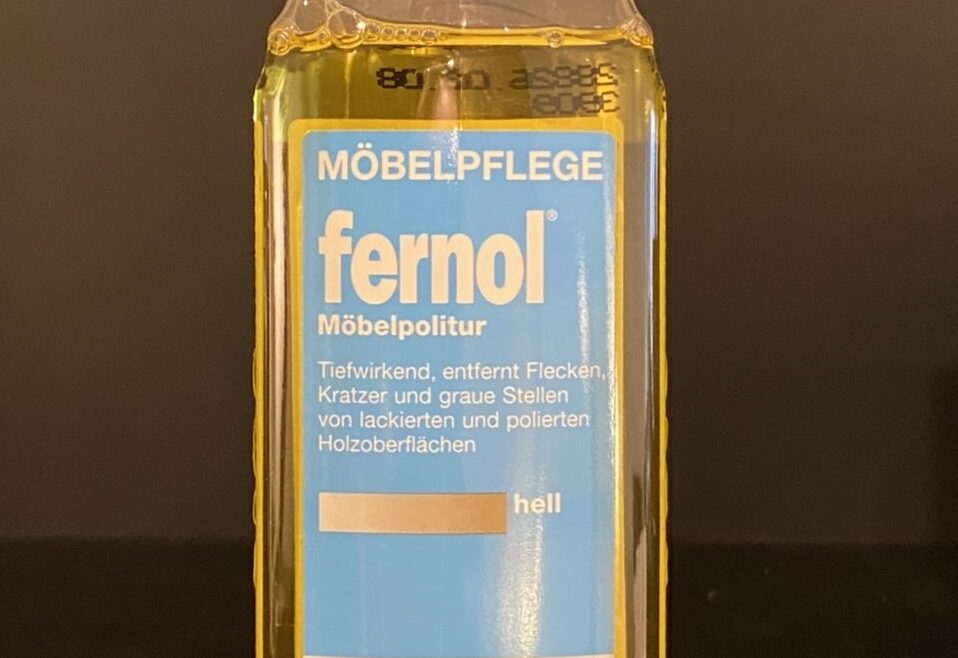 MÖBELPFLEGE
fernol®
Möbelpolitur
Tiefwirkend, entfernt Flecken,
Kratzer und graue Stellen
von lackierten und polierten
Holzoberflächen
hell